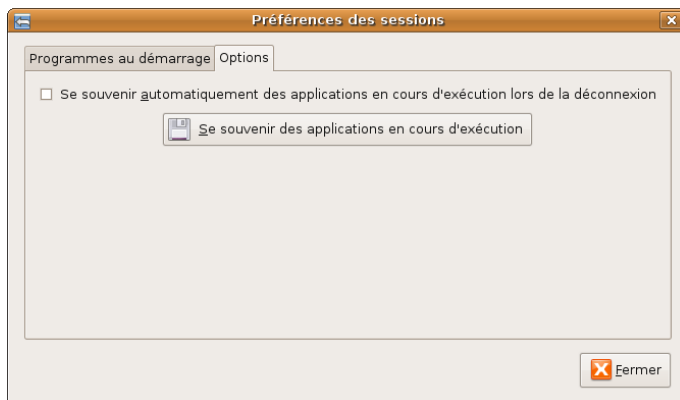 Préférences des sessions
Programmes au démarrage
Options
Se souvenir automatiquement des applications en cours d'exécution lors de la déconnexion
Se souvenir des applications en cours d'exécution
Fermer